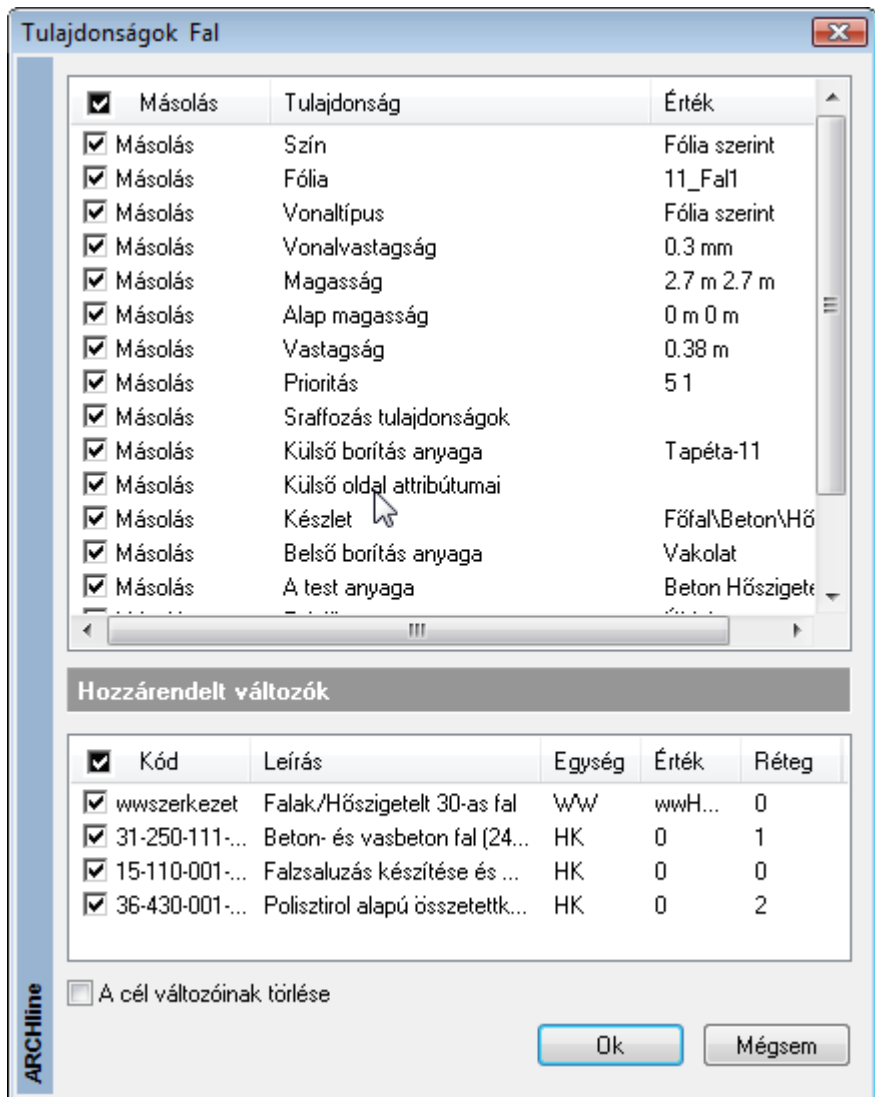 Tulajdonságok Fal
Másolás Tulajdonság Érték
Másolás Szín Fólia szerint
Másolás Fólia 11_Fal1
Másolás Vonaltípus Fólia szerint
Másolás Vonalvastagság 0.3 mm
Másolás Magasság 2.7 m 2.7 m
Másolás Alap magasság 0 m 0 m
Másolás Vastagság 0.38 m
Másolás Prioritás 5 1
Másolás Sraffozás tulajdonságok
Másolás Külső borítás anyaga Tapéta-11
Másolás Külső oldal attribútumai
Másolás Készlet Főfal\Beton\Hő
Másolás Belső borítás anyaga Vakolat
Másolás A test anyaga Beton Hőszigete
Hozzárendelt változók
Kód Leírás Egység Érték Réteg
wwszerkezet Falak/Hőszigetelt 30-as fal WW wwH... 0
31-250-111-... Beton- és vasbeton fal (24... HK 0 1
15-110-001-... Falzsaluzás készítése és ... HK 0 0
36-430-001-... Polisztirol alapú összetettk... HK 0 2
A cél változóinak törlése
Ok Mégsem
ARCHline